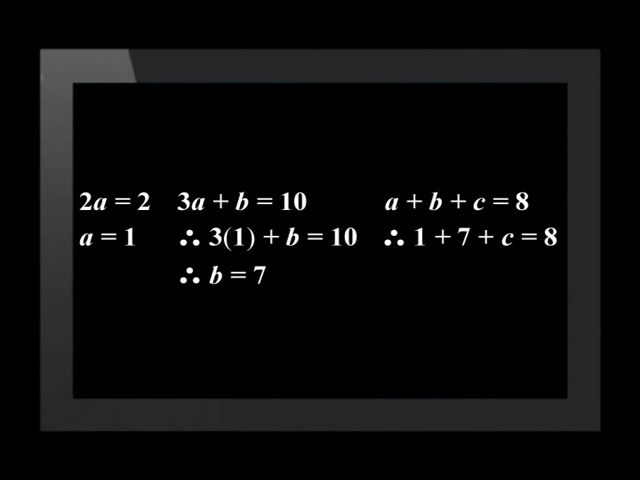 2a = 2 3a + b = 10 a + b + c = 8
a = 1 ∴ 3(1) + b = 10 ∴ 1 + 7 + c = 8
∴ b = 7